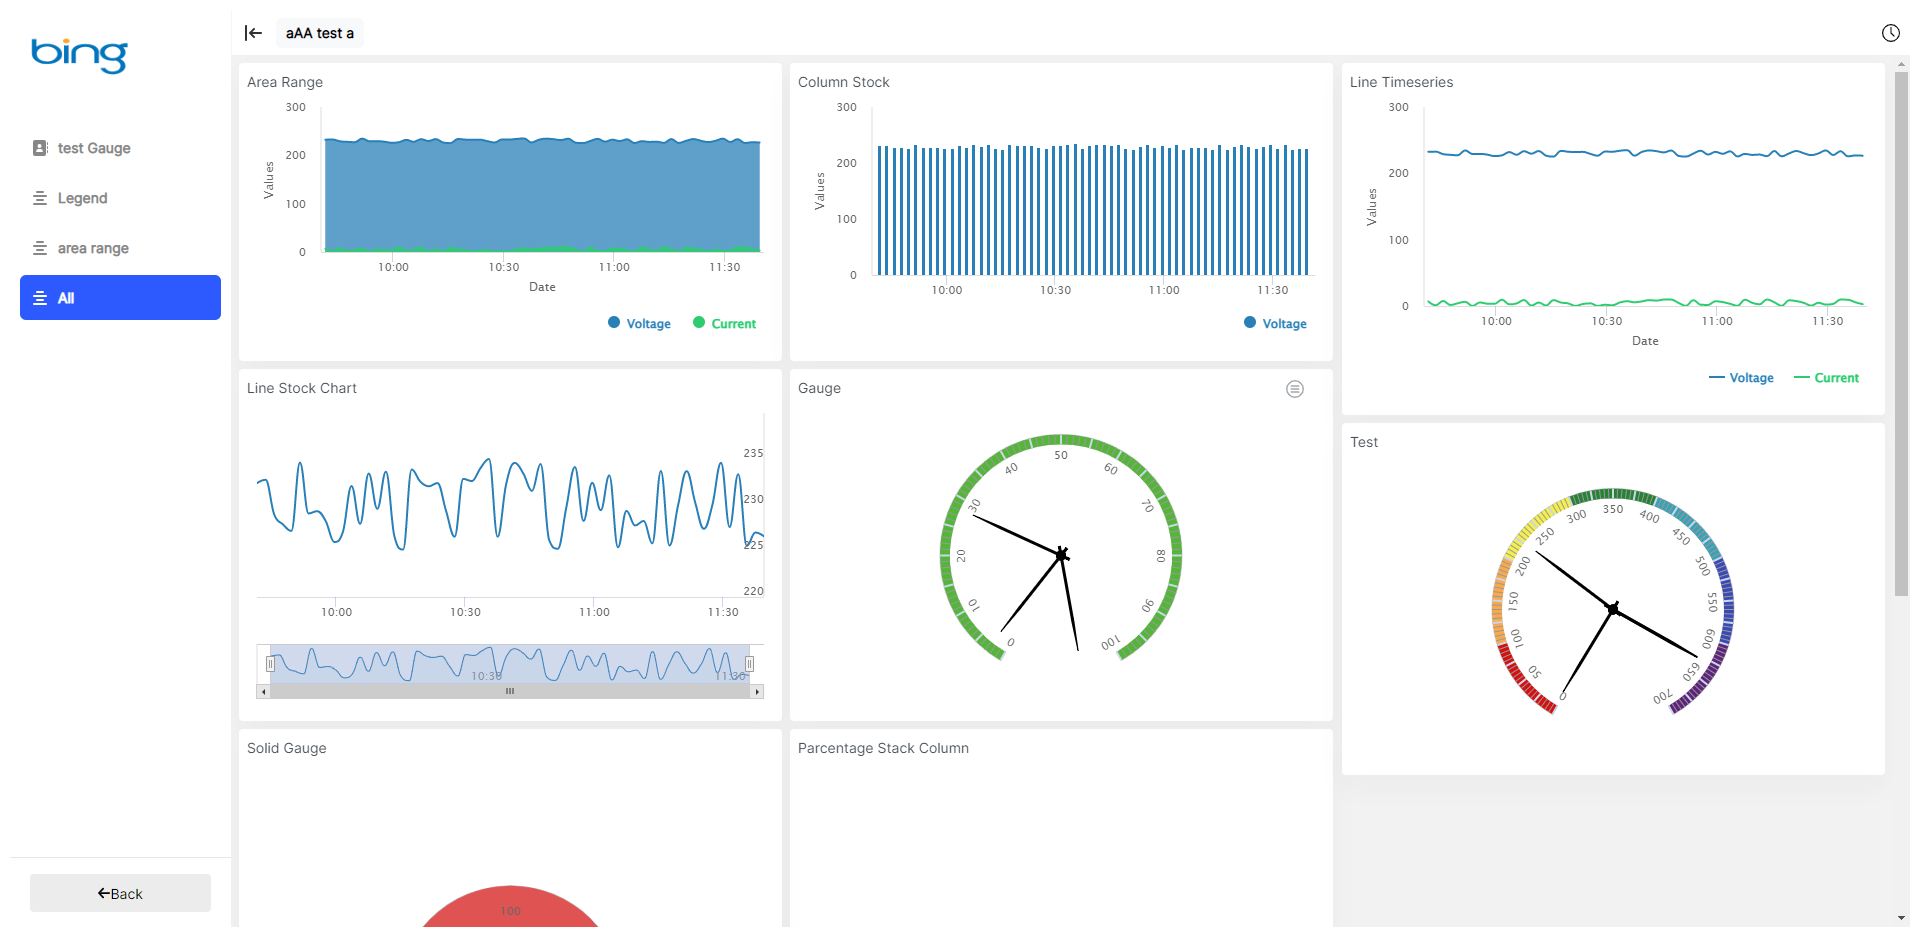 bing
test Gauge
Legend
area range
All
Back
aAA test a
Area Range
300
200
100
0
Values
10:00 10:30 11:00 11:30
Date
Voltage Current
Column Stock
300
200
100
0
Values
10:00 10:30 11:00 11:30
Voltage
Line Timeseries
300
200
100
0
Values
10:00 10:30 11:00 11:30
Date
Voltage Current
Line Stock Chart
235
230
225
220
10:00 10:30 11:00 11:30
10:30 11:30
Gauge
0 10 20 30 40 50 60 70 80 90 100
Test
0 50 100 150 200 250 300 350 400 450 500 550 600 650 700
Solid Gauge
100
Parcentage Stack Column